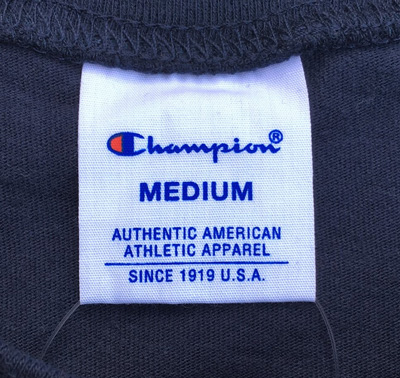 Champion®
MEDIUM
AUTHENTIC AMERICAN
ATHLETIC APPAREL
SINCE 1919 U.S.A.